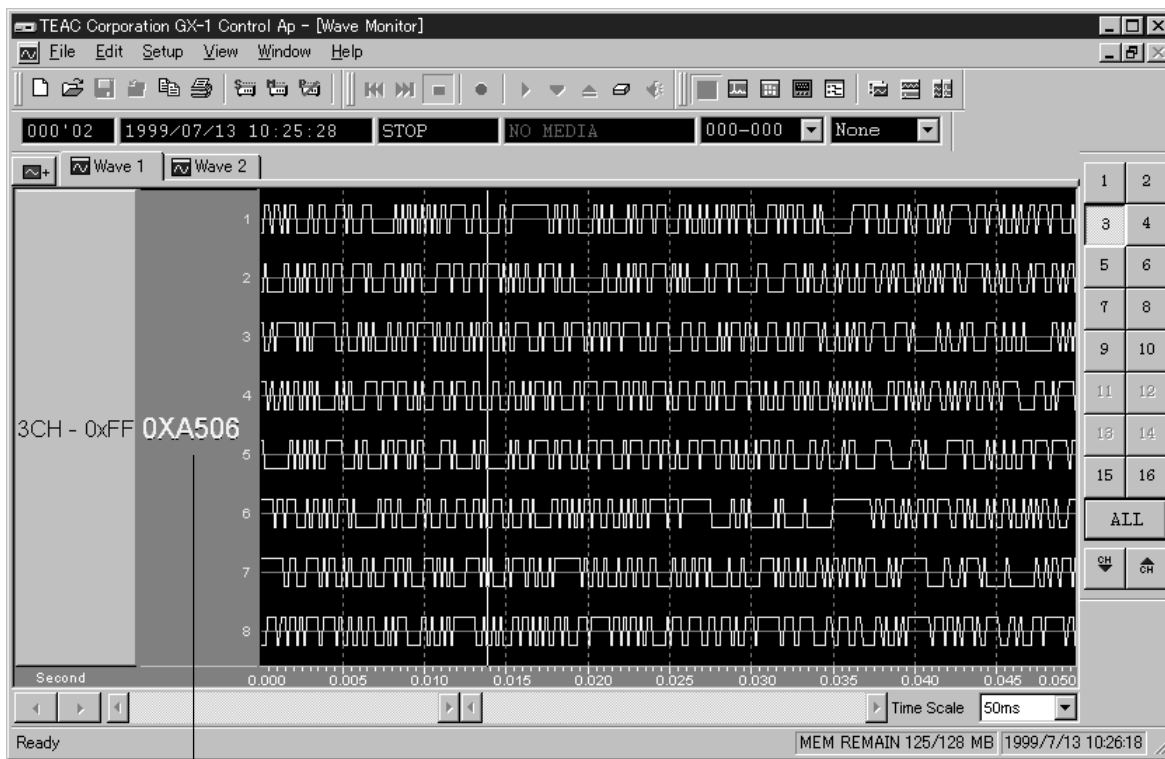 TEAC Corporation GX-1 Control Ap - [Wave Monitor]
File Edit Setup View Window Help
000'02 1999/07/13 10:25:28 STOP NO MEDIA 000-000 None
Wave 1 Wave 2
1 2
3 4
5 6
7 8
9 10
11 12
13 14
15 16
ALL
CH CH
3CH - 0xFF 0XA506
1
2
3
4
5
6
7
8
Second 0.000 0.005 0.010 0.015 0.020 0.025 0.030 0.035 0.040 0.045 0.050
Time Scale 50ms
Ready MEM REMAIN 125/128 MB 1999/7/13 10:26:18